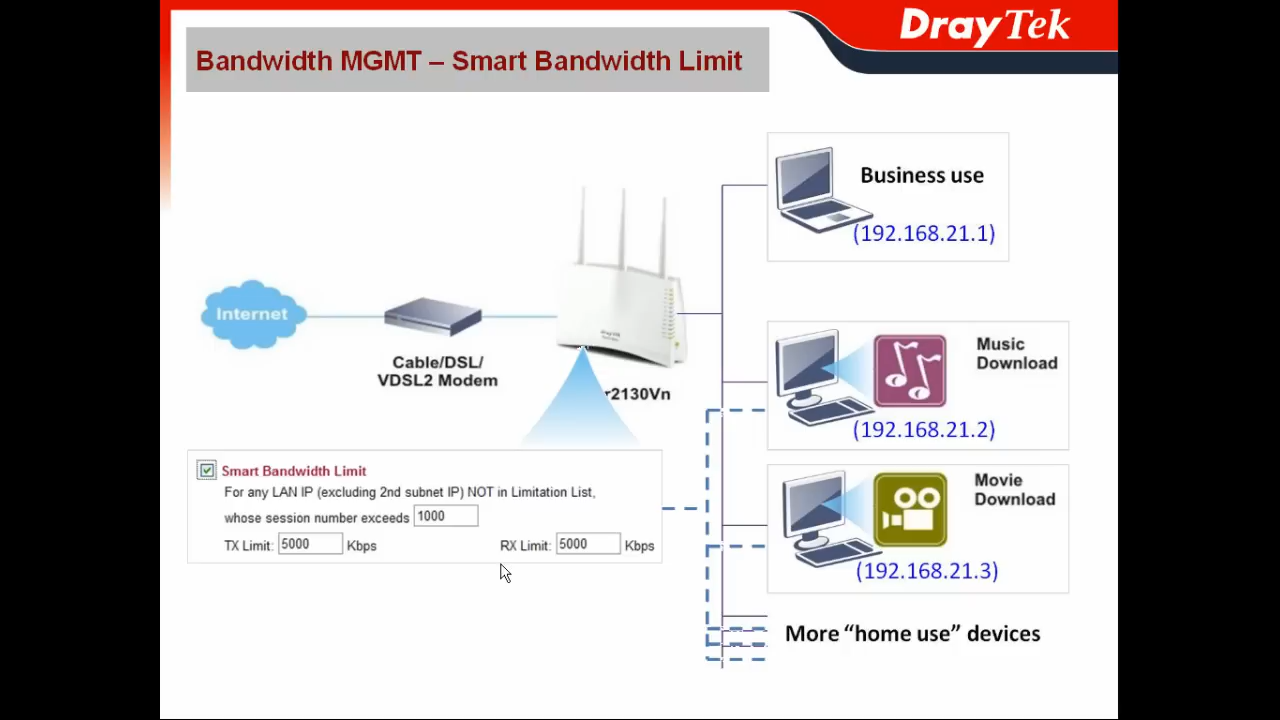 DrayTek
Bandwidth MGMT – Smart Bandwidth Limit
Business use
(192.168.21.1)
Internet
Cable/DSL/
VDSL2 Modem
r2130Vn
Music
Download
(192.168.21.2)
Smart Bandwidth Limit
For any LAN IP (excluding 2nd subnet IP) NOT in Limitation List,
whose session number exceeds 1000
TX Limit: 5000 Kbps RX Limit: 5000 Kbps
Movie
Download
(192.168.21.3)
More “home use” devices